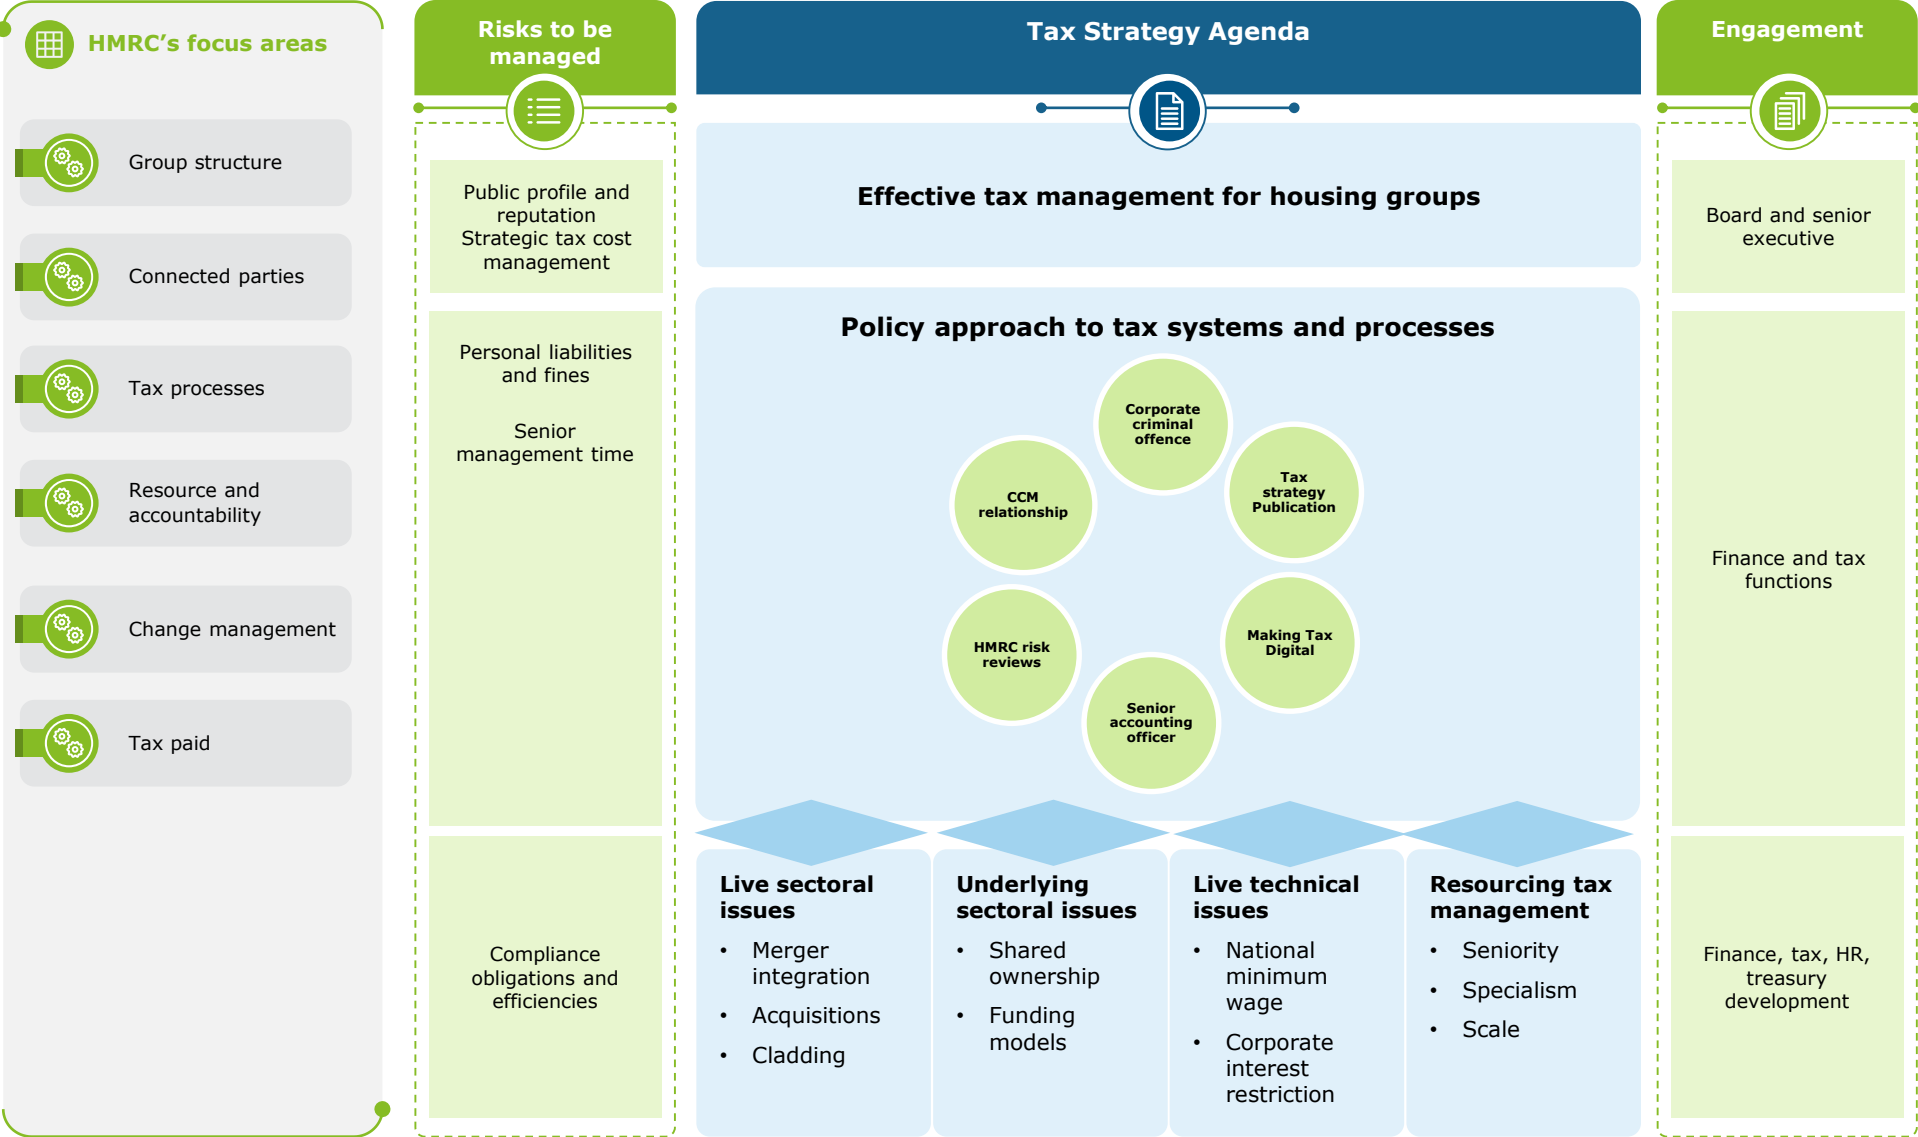 HMRC’s focus areas
Group structure
Connected parties
Tax processes
Resource and
accountability
Change management
Tax paid
Risks to be
managed
Public profile and
reputation
Strategic tax cost
management
Personal liabilities
and fines
Senior
management time
Compliance
obligations and
efficiencies
Tax Strategy Agenda
Effective tax management for housing groups
Policy approach to tax systems and processes
Corporate
criminal
offence
Tax
strategy
Publication
Making Tax
Digital
Senior
accounting
officer
HMRC risk
reviews
CCM
relationship
Live sectoral
issues
• Merger
integration
• Acquisitions
• Cladding
Underlying
sectoral issues
• Shared
ownership
• Funding
models
Live technical
issues
• National
minimum
wage
• Corporate
interest
restriction
Resourcing tax
management
• Seniority
• Specialism
• Scale
Engagement
Board and senior
executive
Finance and tax
functions
Finance, tax, HR,
treasury
development